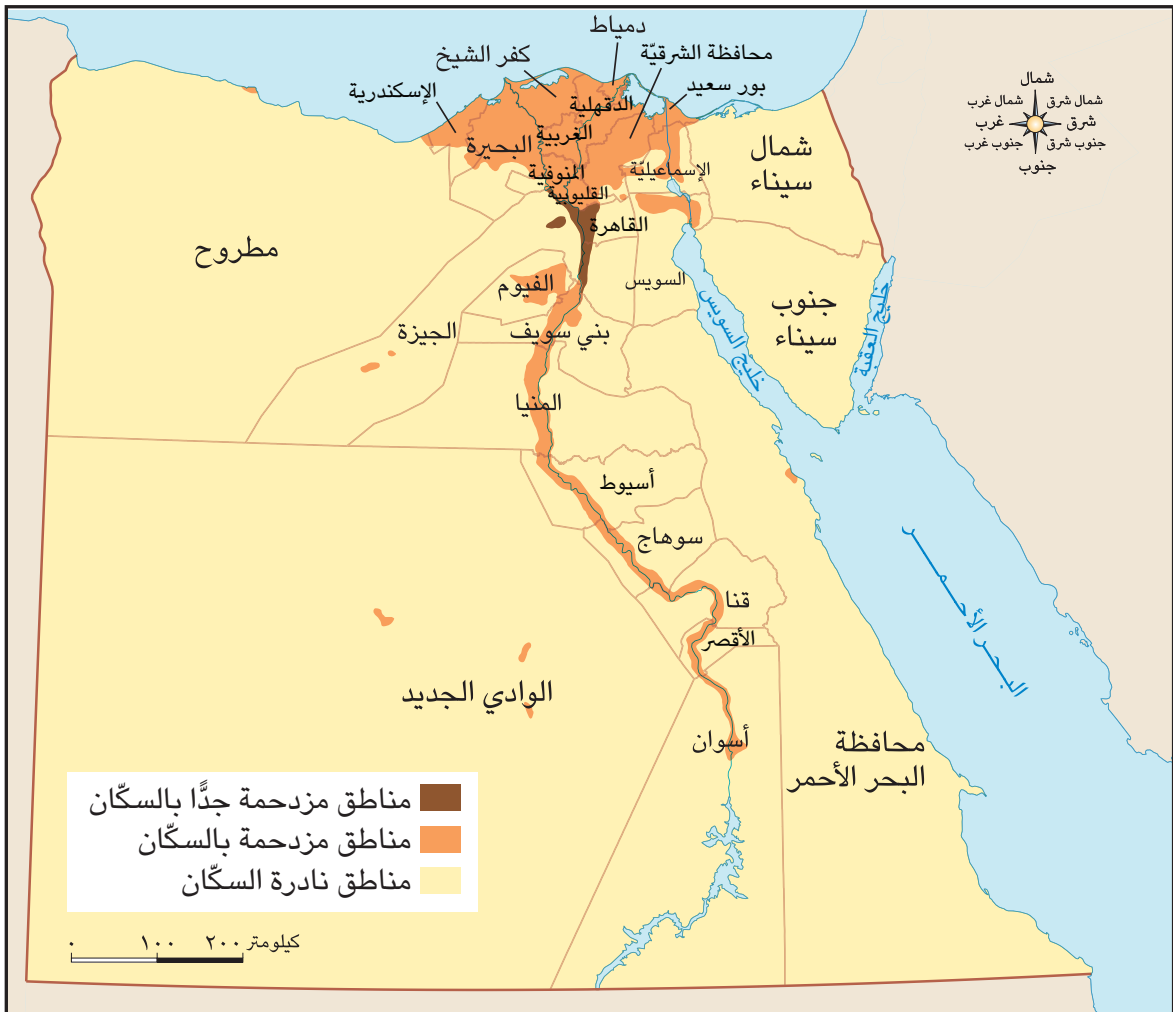 دمياط
كفر الشيخ
محافظة الشرقيّة
الإسكندرية
بور سعيد
الدقهلية
الغربية
البحيرة
المنوفية
الإسماعيليّة
القليوبية
القاهرة
شمال
سيناء
مطروح
الفيوم
السويس
جنوب
سيناء
خليج السويس
خليج العقبة
الجيزة
بني سويف
المنيا
أسيوط
سوهاج
قنا
الأقصر
الوادي الجديد
أسوان
محافظة
البحر الأحمر
البحر الأحمر
شمال
شمال شرق
شمال غرب
شرق
غرب
جنوب شرق
جنوب غرب
جنوب
مناطق مزدحمة جدًّا بالسكّان
مناطق مزدحمة بالسكّان
مناطق نادرة السكّان
٠ ١٠٠ ٢٠٠ كيلومتر